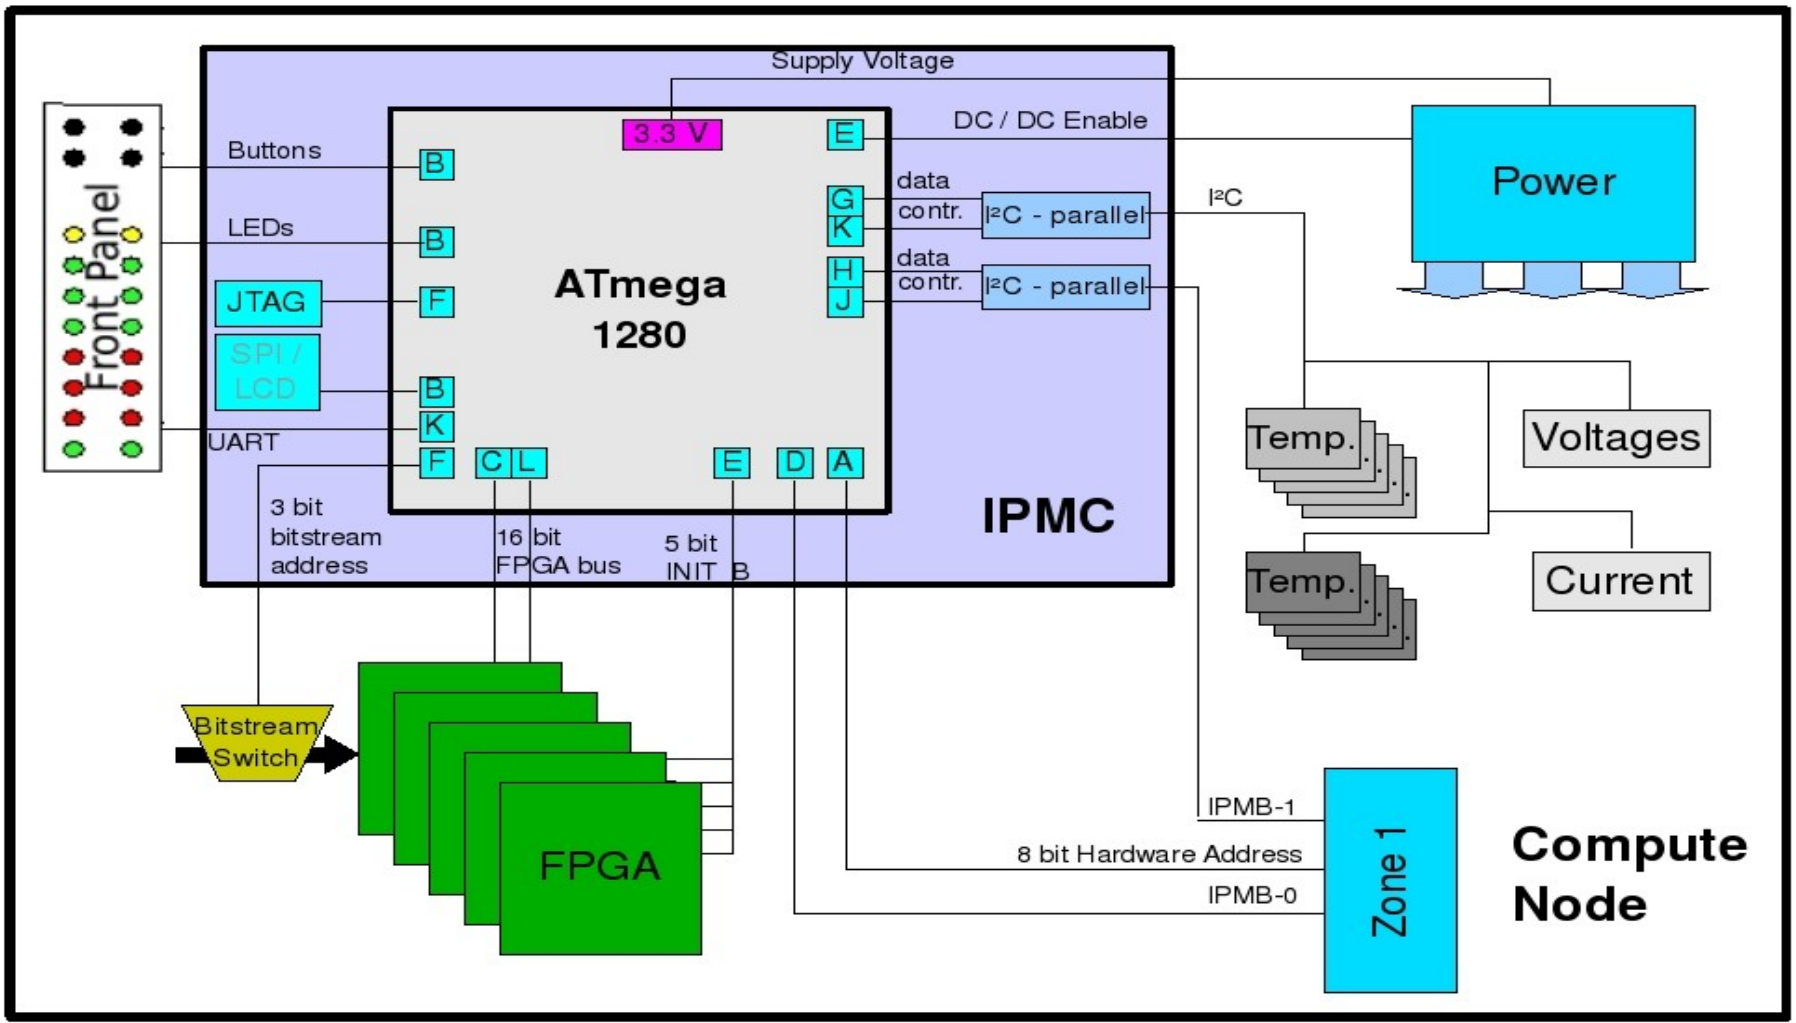 Supply Voltage
3.3 V
E
DC / DC Enable
Power
Front Panel
Buttons
B
LEDs
B
JTAG
F
SPI /
LCD
B
UART
K
F
C
L
E
D
A
ATmega
1280
G
K
data
contr.
I²C - parallel
I²C
H
J
data
contr.
I²C - parallel
IPMC
3 bit
bitstream
address
16 bit
FPGA bus
5 bit
INIT_B
Temp.
.
.
.
.
Voltages
Temp.
.
.
.
.
Current
Bitstream
Switch
FPGA
IPMB-1
8 bit Hardware Address
IPMB-0
Zone 1
Compute
Node